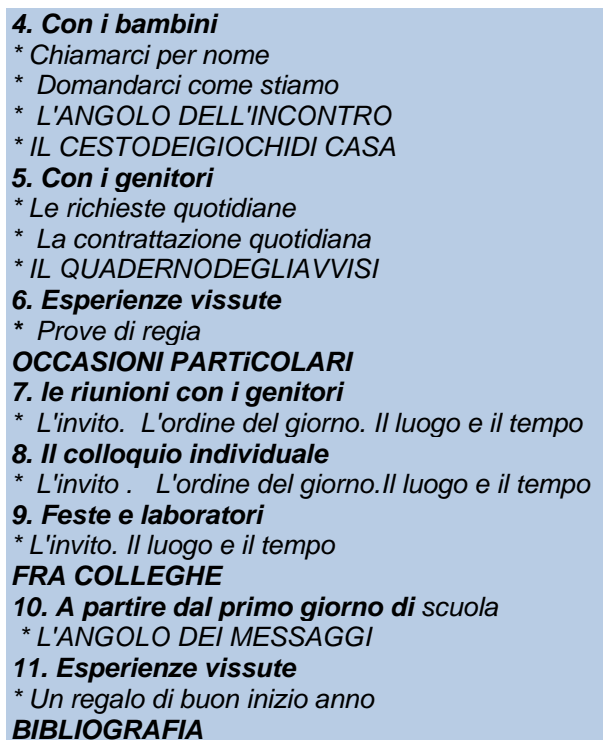 4. Con i bambini
* Chiamarci per nome
* Domandarci come stiamo
* L'ANGOLO DELL'INCONTRO
* IL CESTODEIGIOCHIDI CASA
5. Con i genitori
* Le richieste quotidiane
* La contrattazione quotidiana
* IL QUADERNODEGLIAVVISI
6. Esperienze vissute
* Prove di regia
OCCASIONI PARTiCOLARI
7. le riunioni con i genitori
* L'invito. L'ordine del giorno. Il luogo e il tempo
8. Il colloquio individuale
* L'invito . L'ordine del giorno.Il luogo e il tempo
9. Feste e laboratori
* L'invito. Il luogo e il tempo
FRA COLLEGHE
10. A partire dal primo giorno di scuola
* L'ANGOLO DEI MESSAGGI
11. Esperienze vissute
* Un regalo di buon inizio anno
BIBLIOGRAFIA